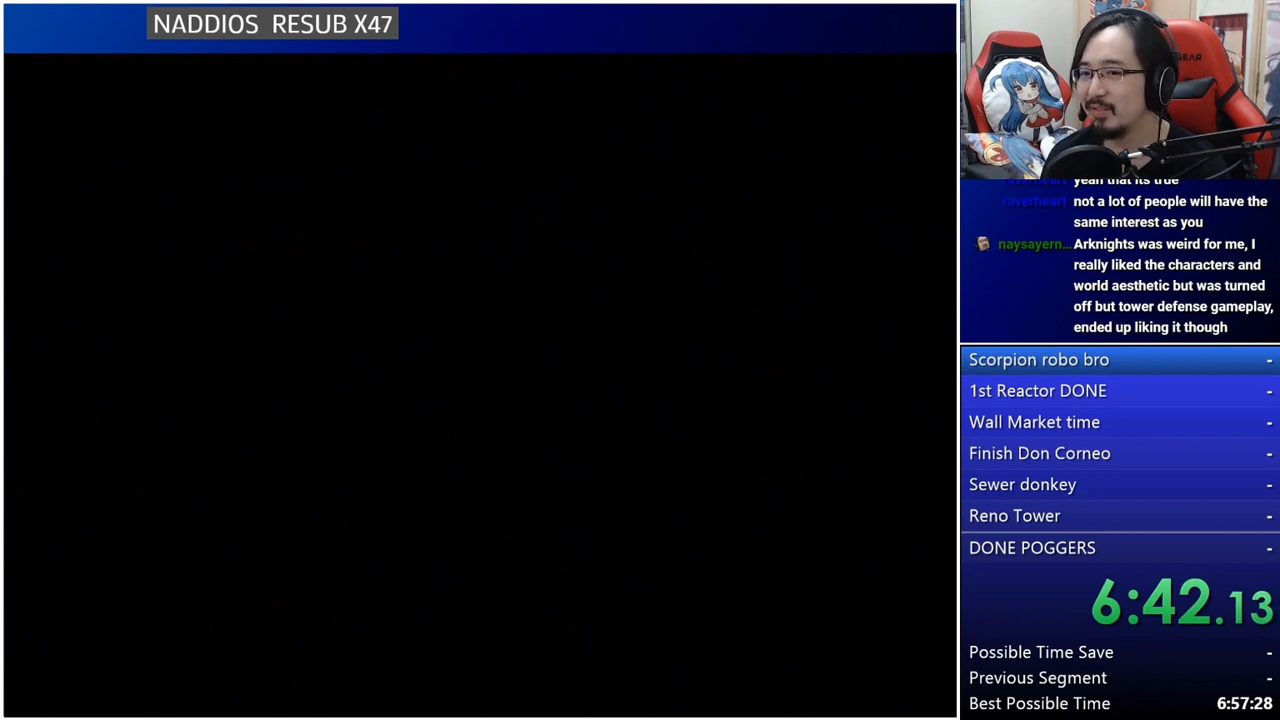 NADDIOS RESUB X47
GEAR
raverheart yeah that its true
raverheart not a lot of people will have the
same interest as you
naysayern... Arknights was weird for me, I
really liked the characters and
world aesthetic but was turned
off but tower defense gameplay,
ended up liking it though
Scorpion robo bro -
1st Reactor DONE -
Wall Market time -
Finish Don Corneo -
Sewer donkey -
Reno Tower -
DONE POGGERS -
6:42.13
Possible Time Save -
Previous Segment -
Best Possible Time 6:57:28